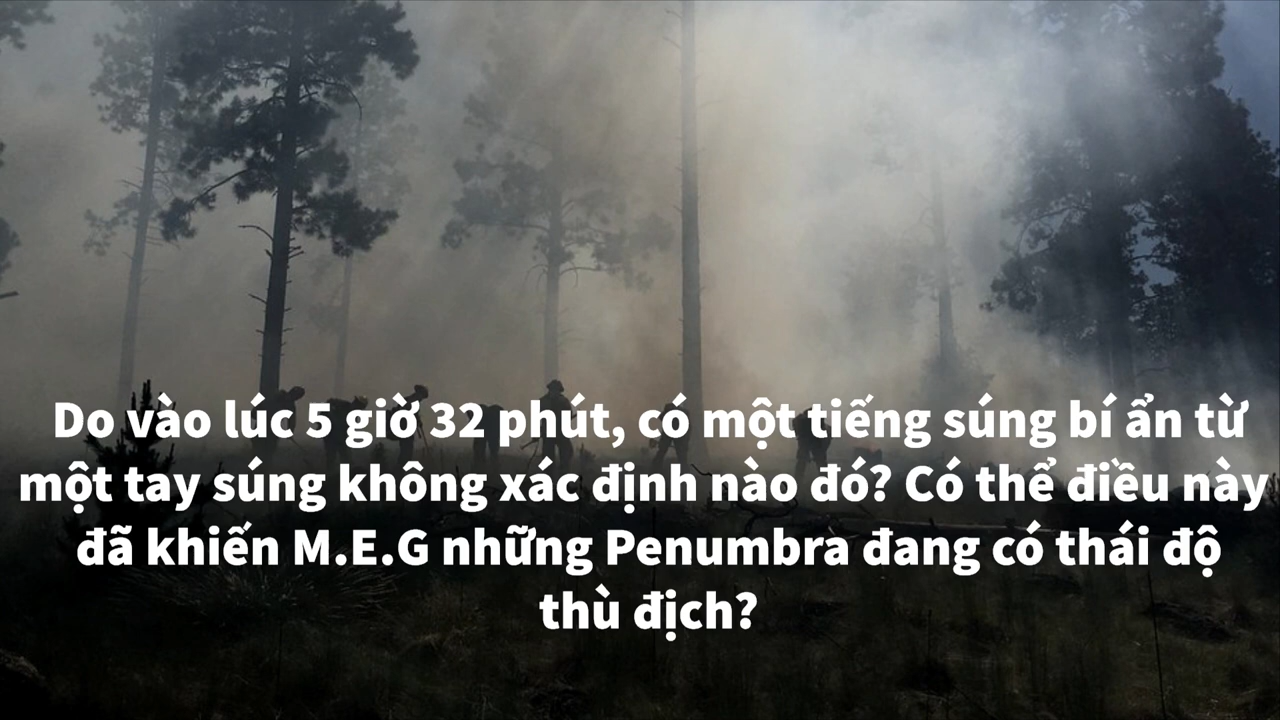 Do vào lúc 5 giờ 32 phút, có một tiếng súng bí ẩn từ
một tay súng không xác định nào đó? Có thể điều này
đã khiến M.E.G những Penumbra đang có thái độ
thù địch?